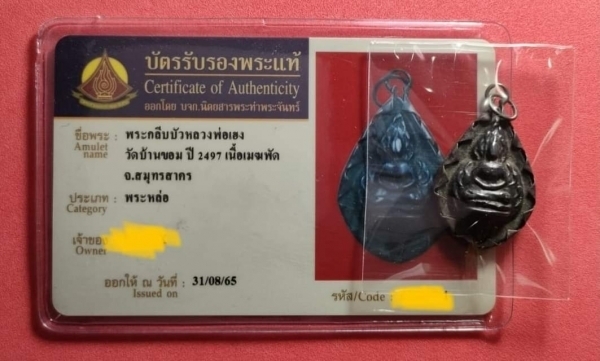 บัตรรับรองพระแท้
Certificate of Authenticity
ออกโดย บจก.นิตยสารพระท่าพระจันทร์
ชื่อพระ : พระกลีบบัวหลวงพ่อเฮง
Amulet name
วัดบ้านขอม ปี 2497 เนื้อเมฆพัด
จ.สมุทรสาคร
ประเภท : พระหล่อ
Category
เจ้าของ
Owner
ออกให้ ณ วันที่ : 31/08/65
Issued on
รหัส/Code :